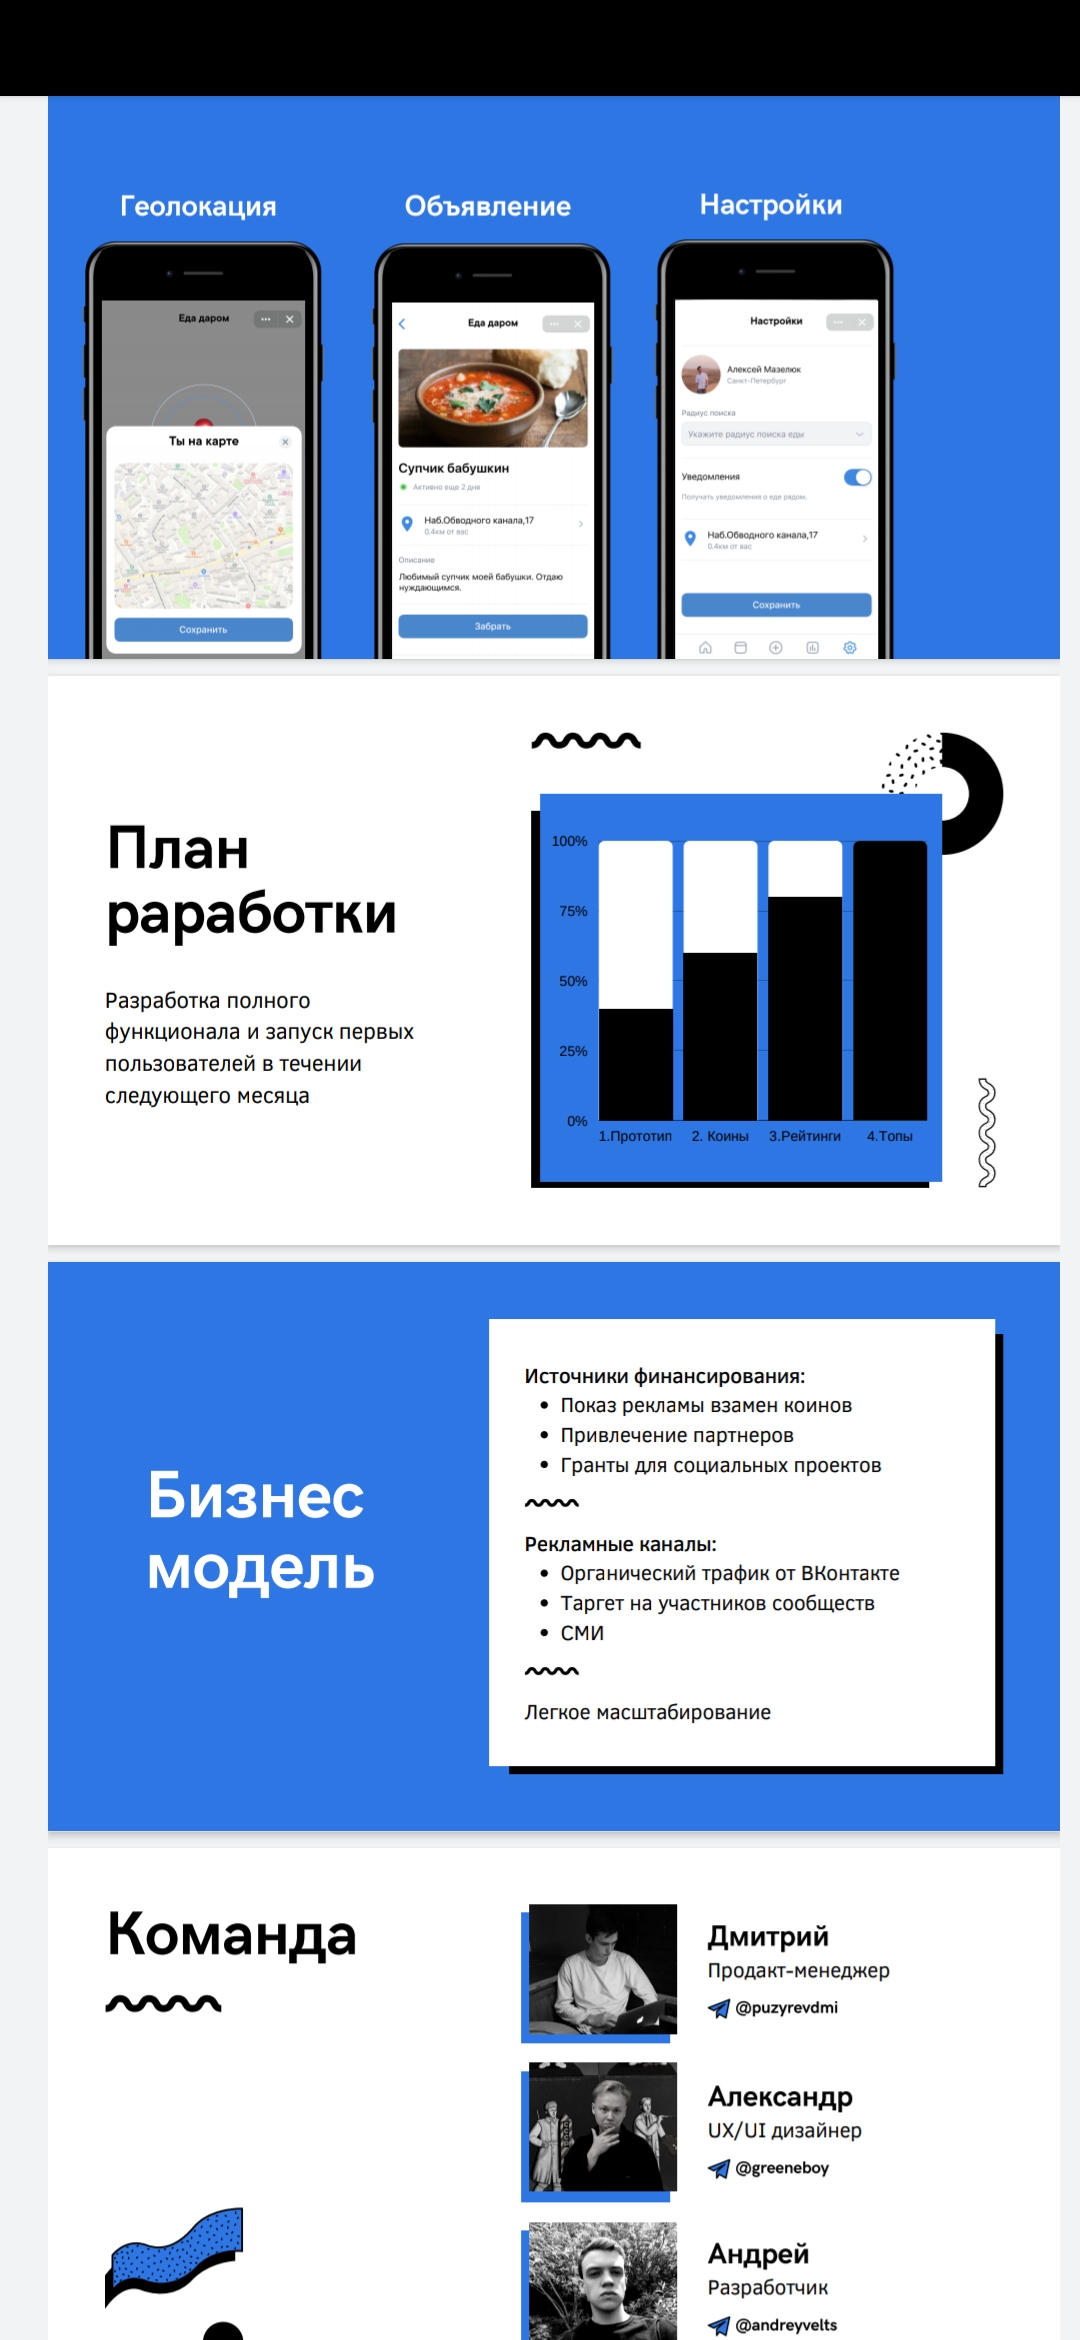 Геолокация
Объявление
Настройки
Еда даром
Ты на карте
Сохранить
Еда даром
Супчик бабушкин
Активно еще 2 дня
Наб.Обводного канала,17
0.4км от вас
Описание
Любимый супчик моей бабушки. Отдаю
нуждающимся.
Забрать
Настройки
Алексей Мазелюк
Санкт-Петербург
Радиус поиска
Укажите радиус поиска еды
Уведомления
Получать уведомления о еде рядом.
Наб.Обводного канала,17
0.4км от вас
Сохранить
План
раработки
Разработка полного
функционала и запуск первых
пользователей в течении
следующего месяца
100%
75%
50%
25%
0%
1.Прототип
2. Коины
3.Рейтинги
4.Топы
Бизнес
модель
Источники финансирования:
• Показ рекламы взамен коинов
• Привлечение партнеров
• Гранты для социальных проектов
Рекламные каналы:
• Органический трафик от ВКонтакте
• Таргет на участников сообществ
• СМИ
Легкое масштабирование
Команда
Дмитрий
Продакт-менеджер
@puzyrevdmi
Александр
UX/UI дизайнер
@greeneboy
Андрей
Разработчик
@andreyvelts